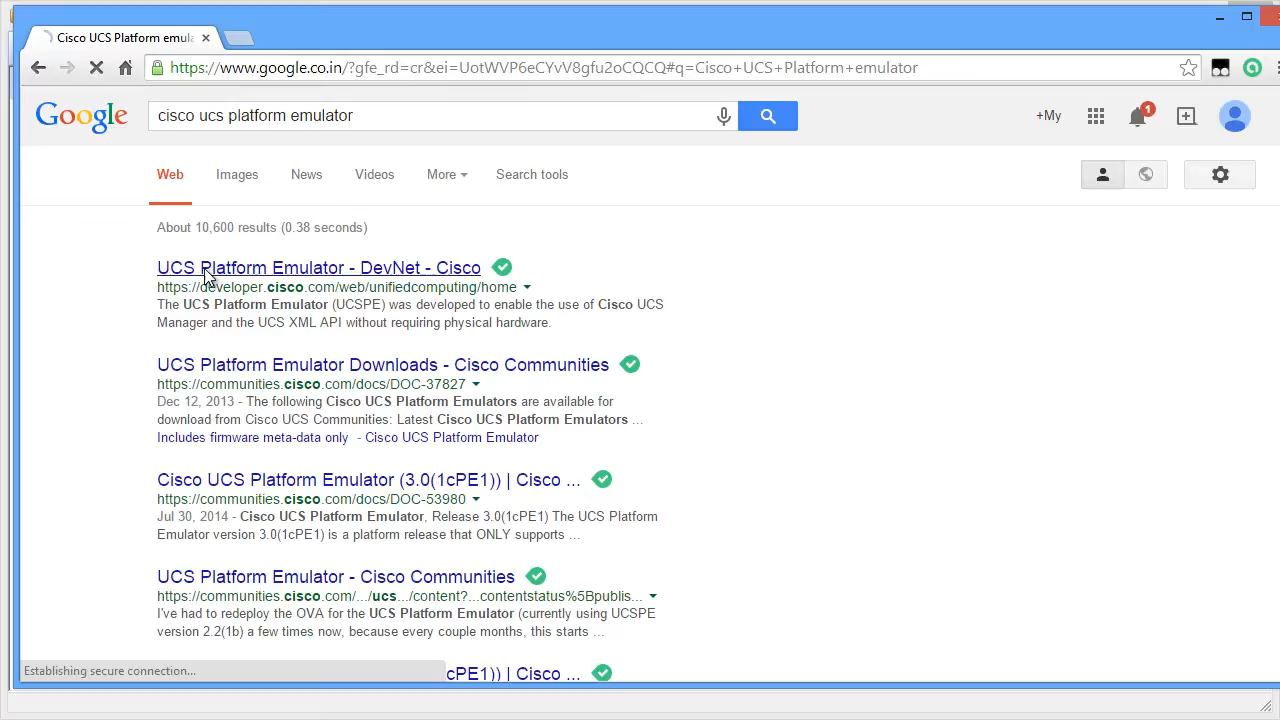 Cisco UCS Platform emula
https://www.google.co.in/?gfe_rd=cr&ei=UotWVP6eCYvV8gfu2oCQCQ#q=Cisco+UCS+Platform+emulator
Google
cisco ucs platform emulator
+My
1
Web Images News Videos More Search tools
About 10,600 results (0.38 seconds)
UCS Platform Emulator - DevNet - Cisco
https://developer.cisco.com/web/unifiedcomputing/home
The UCS Platform Emulator (UCSPE) was developed to enable the use of Cisco UCS
Manager and the UCS XML API without requiring physical hardware.
UCS Platform Emulator Downloads - Cisco Communities
https://communities.cisco.com/docs/DOC-37827
Dec 12, 2013 - The following Cisco UCS Platform Emulators are available for
download from Cisco UCS Communities: Latest Cisco UCS Platform Emulators ...
Includes firmware meta-data only - Cisco UCS Platform Emulator
Cisco UCS Platform Emulator (3.0(1cPE1)) | Cisco ...
https://communities.cisco.com/docs/DOC-53980
Jul 30, 2014 - Cisco UCS Platform Emulator, Release 3.0(1cPE1) The UCS Platform
Emulator version 3.0(1cPE1) is a platform release that ONLY supports ...
UCS Platform Emulator - Cisco Communities
https://communities.cisco.com/.../ucs.../content?...contentstatus%5Bpublis...
I've had to redeploy the OVA for the UCS Platform Emulator (currently using UCSPE
version 2.2(1b) a few times now, because every couple months, this starts ...
Establishing secure connection...
cPE1)) | Cisco ...